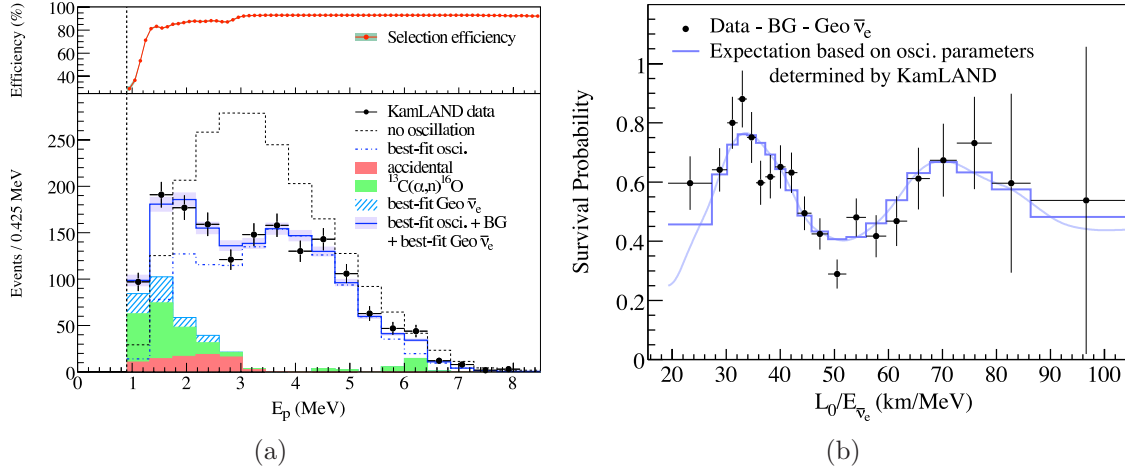 Efficiency (%)
100
80
60
40
Selection efficiency
Events / 0.425 MeV
250
200
150
100
50
0
KamLAND data
no oscillation
best-fit osci.
accidental
¹³C(α,n)¹⁶O
best-fit Geo ν̅ₑ
best-fit osci. + BG
+ best-fit Geo ν̅ₑ
0 1 2 3 4 5 6 7 8
Eₚ (MeV)
(a)
Survival Probability
1
0.8
0.6
0.4
0.2
0
Data - BG - Geo ν̅ₑ
Expectation based on osci. parameters
determined by KamLAND
20 30 40 50 60 70 80 90 100
L₀/E_ν̅ₑ (km/MeV)
(b)